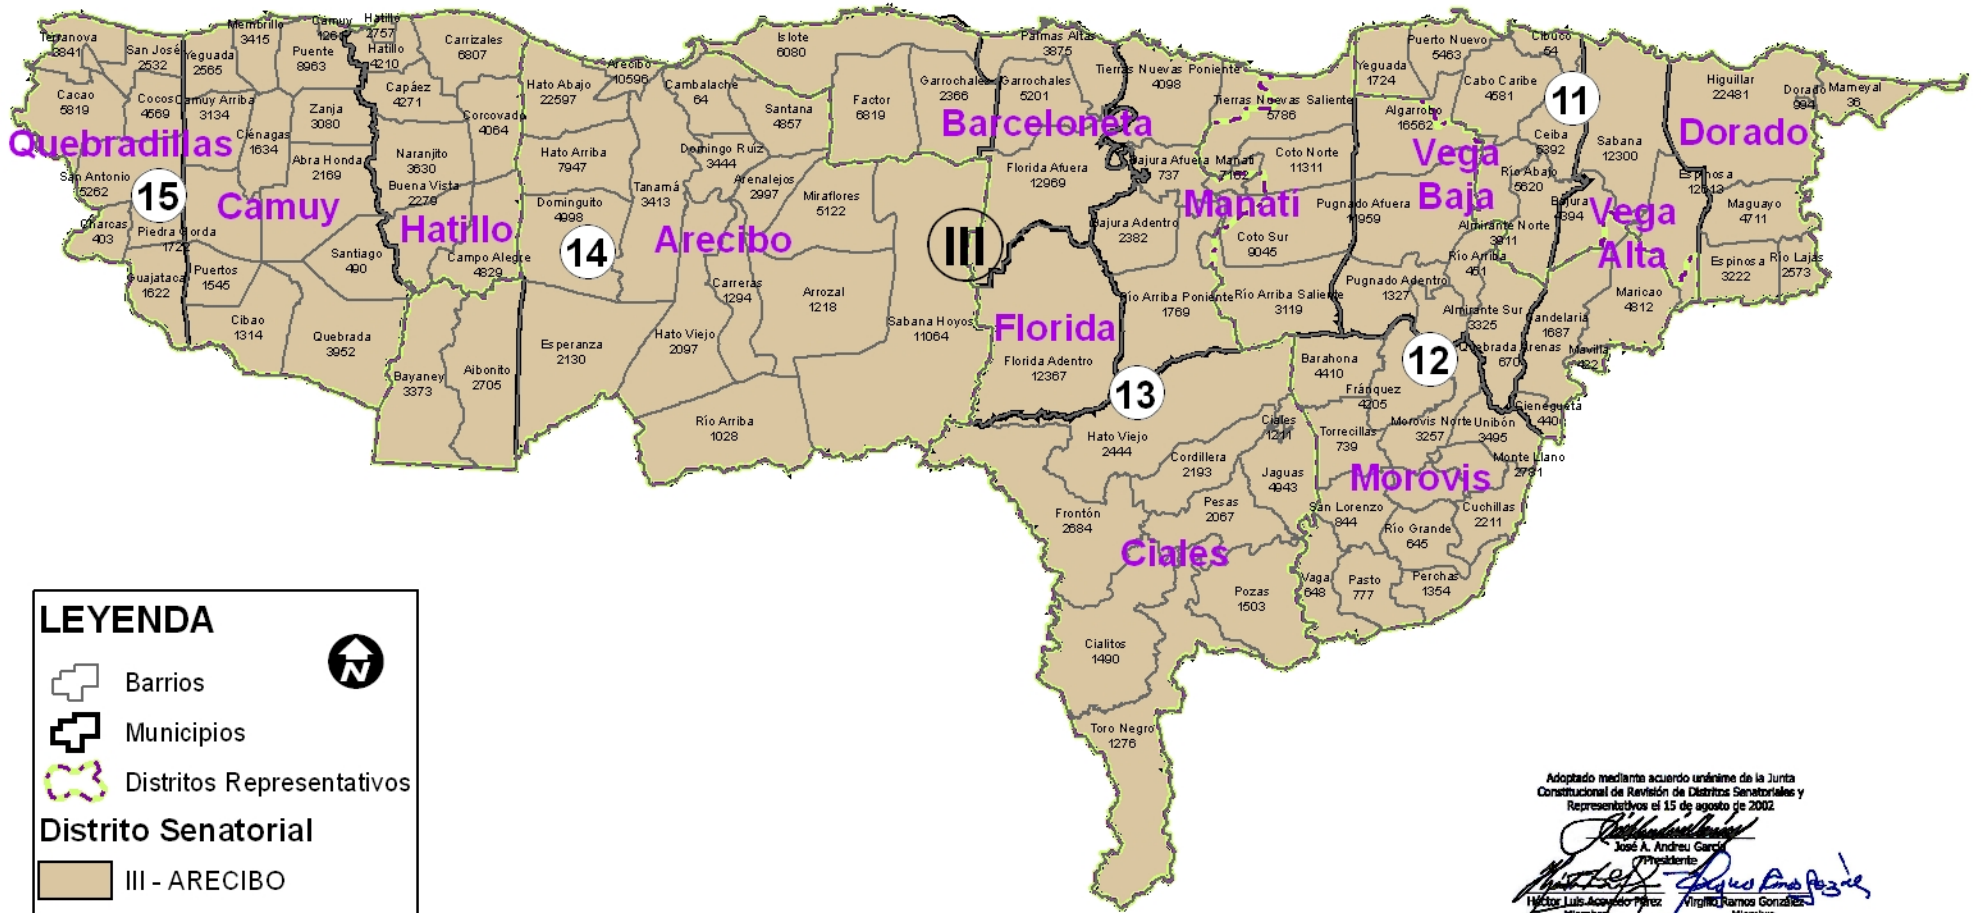 Terranova
3841
San José
2532
Cacao
5819
Cocos
4569
San Antonio
5262
Charcas
403
Guajataca
1622
Quebradillas
15
Membrillo
3415
Camuy
Yeguada
2565
Puente
8963
Camuy Arriba
3134
Zanja
3080
Ciénagas
1634
Abra Honda
2169
Piedra Gorda
Camuy
Santiago
490
Puertos
1545
Cibao
1314
Quebrada
3952
Hatillo
2757
Hatillo
4210
Carrizales
6807
Capáez
4271
Corcovado
4064
Naranjito
3630
Buena Vista
2279
Hatillo
Campo Alegre
4829
Bayaney
3373
Aibonito
2705
Hato Abajo
22597
Arecibo
10596
Cambalache
64
Islote
6080
Santana
4857
Factor
6819
Garrochales
2366
Hato Arriba
7947
Domingo Ruíz
3444
Tanamá
3413
Arenalejos
2997
Miraflores
5122
Dominguito
4998
14
Arecibo
III
Carreras
1294
Arrozal
1218
Hato Viejo
2097
Esperanza
2130
Sabana Hoyos
11064
Río Arriba
1028
Palmas Altas
3875
Garrochales
5201
Barceloneta
Florida Afuera
12969
Florida
Florida Adentro
12367
13
Tierras Nuevas Poniente
4098
Tierras Nuevas Saliente
5786
Bajura Afuera
737
Manatí
Coto Norte
11311
Manatí
Bajura Adentro
2382
Coto Sur
9045
Río Arriba Poniente
1769
Río Arriba Saliente
3119
Yeguada
1724
Puerto Nuevo
5463
Cibuco
54
Cabo Caribe
4581
11
Algarrobo
16562
Vega
Baja
Ceiba
5392
Río Abajo
5620
Pugnado Afuera
Almirante Norte
Río Arriba
451
Pugnado Adentro
1327
Almirante Sur
3325
Quebrada Arenas
670
Sabana
12300
Bajura
Vega
Alta
Espinosa
Maricao
4812
Candelaria
1687
Mavilla
Cienegueta
Higuillar
22481
Dorado
994
Mameyal
36
Dorado
Maguayo
4711
Espinosa
3222
Río Lajas
2573
12
Barahona
4410
Fránquez
4205
Torrecillas
739
Morovis Norte
3257
Unibón
3495
Monte Llano
2781
Morovis
San Lorenzo
844
Río Grande
645
Cuchillas
2211
Vaga
648
Pasto
777
Perchas
1354
Ciales
1211
Hato Viejo
2444
Cordillera
2193
Jaguas
4943
Pesas
2067
Frontón
2684
Ciales
Pozas
1503
Cialitos
1490
Toro Negro
1276
LEYENDA
N
Barrios
Municipios
Distritos Representativos
Distrito Senatorial
III - ARECIBO
Adoptado mediante acuerdo unánime de la Junta
Constitucional de Revisión de Distritos Senatoriales y
Representativos el 15 de agosto de 2002
José A. Andreu García
Presidente
Héctor Luis Acevedo Pérez
Virgilio Ramos González